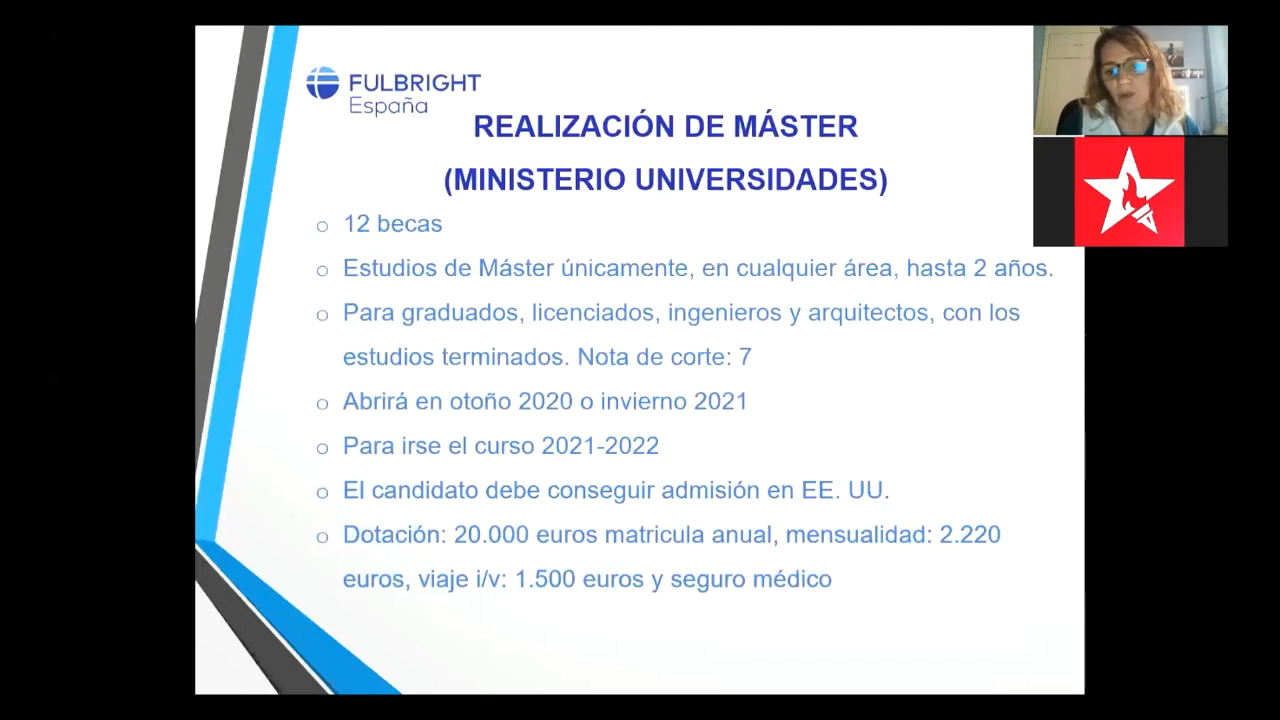 FULBRIGHT
España
REALIZACIÓN DE MÁSTER
(MINISTERIO UNIVERSIDADES)
12 becas
Estudios de Máster únicamente, en cualquier área, hasta 2 años.
Para graduados, licenciados, ingenieros y arquitectos, con los
estudios terminados. Nota de corte: 7
Abrirá en otoño 2020 o invierno 2021
Para irse el curso 2021-2022
El candidato debe conseguir admisión en EE. UU.
Dotación: 20.000 euros matricula anual, mensualidad: 2.220
euros, viaje i/v: 1.500 euros y seguro médico